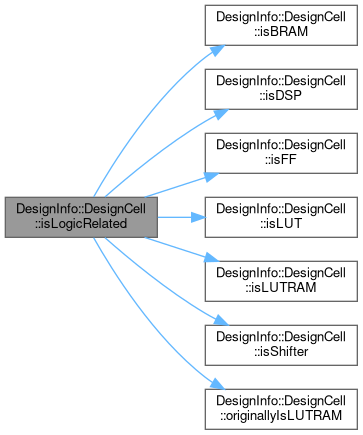 DesignInfo::DesignCell
::isLogicRelated
DesignInfo::DesignCell
::isBRAM
DesignInfo::DesignCell
::isDSP
DesignInfo::DesignCell
::isFF
DesignInfo::DesignCell
::isLUT
DesignInfo::DesignCell
::isLUTRAM
DesignInfo::DesignCell
::isShifter
DesignInfo::DesignCell
::originallyIsLUTRAM